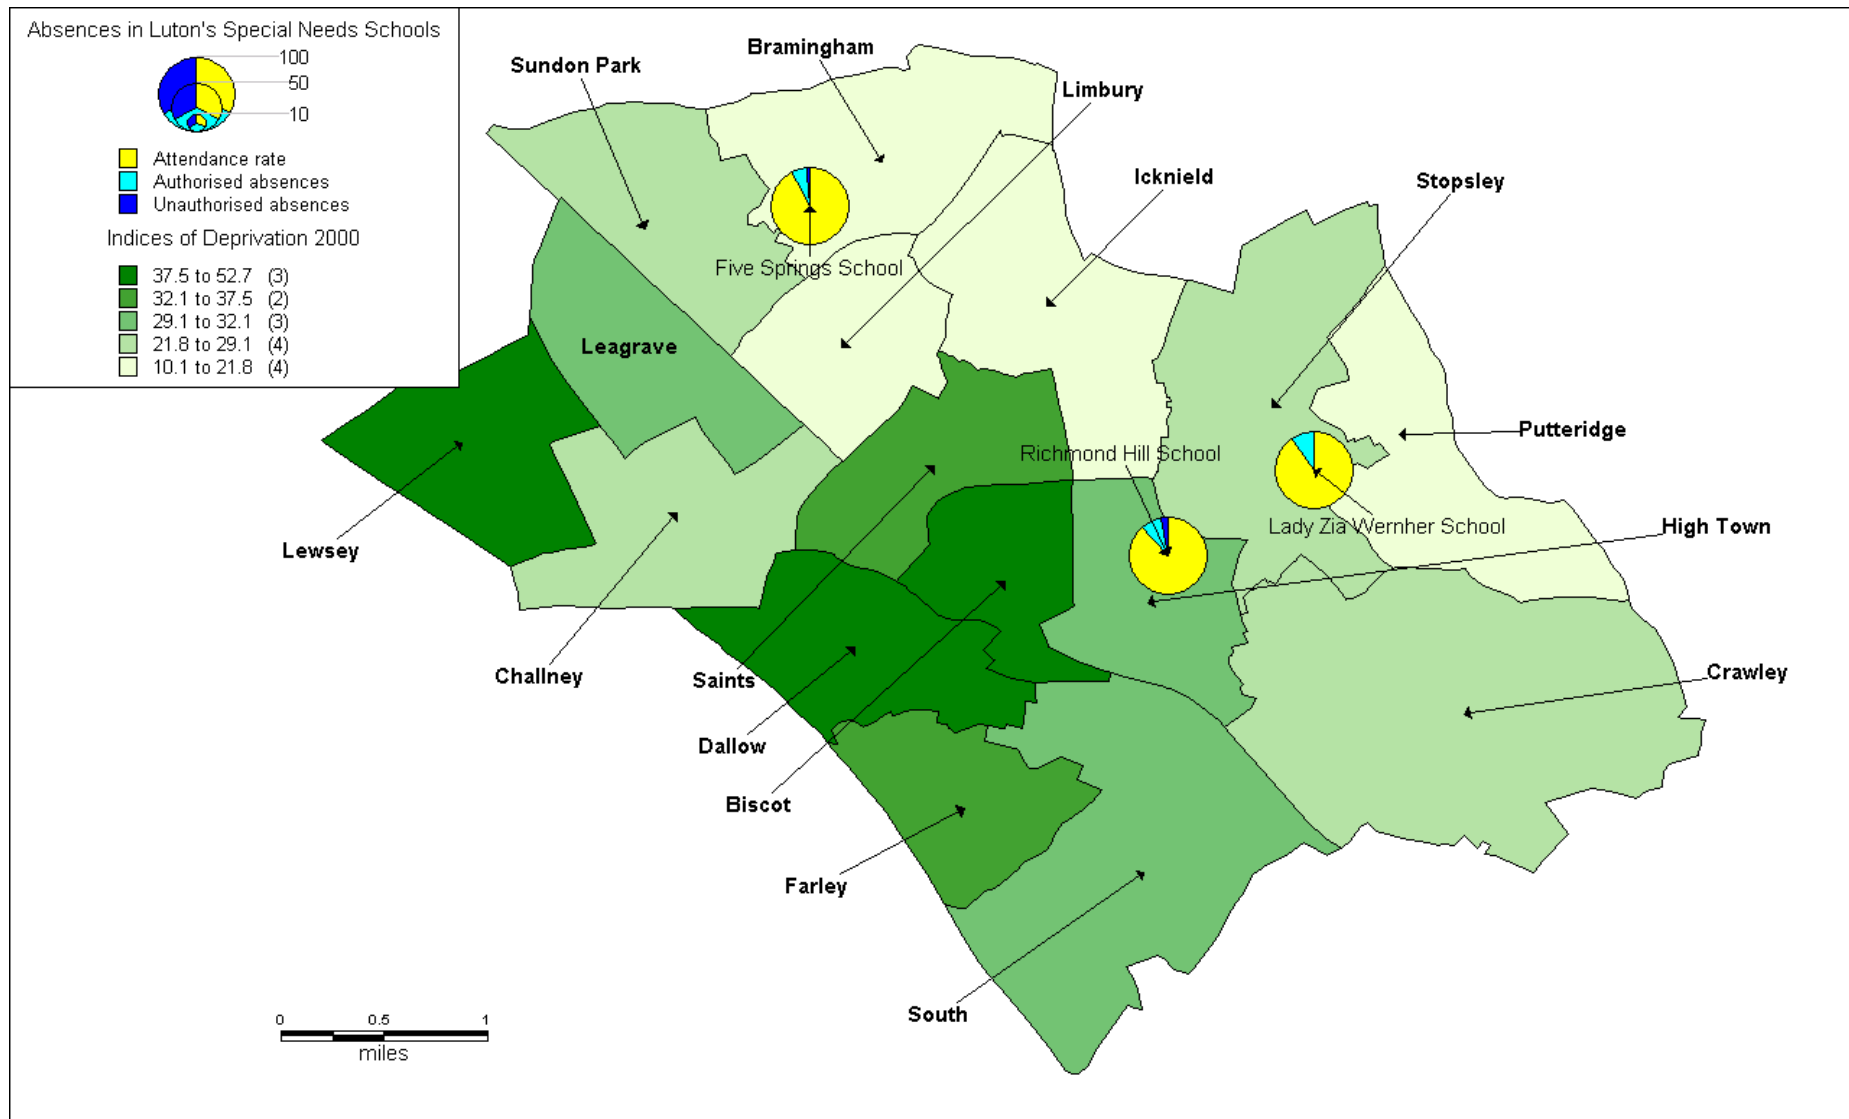 Absences in Luton's Special Needs Schools
100
50
10
Attendance rate
Authorised absences
Unauthorised absences
Indices of Deprivation 2000
37.5 to 52.7 (3)
32.1 to 37.5 (2)
29.1 to 32.1 (3)
21.8 to 29.1 (4)
10.1 to 21.8 (4)
Bramingham
Sundon Park
Limbury
Icknield
Stopsley
Five Springs School
Leagrave
Putteridge
Richmond Hill School
Lady Zia Wernher School
High Town
Lewsey
Challney
Saints
Crawley
Dallow
Biscot
Farley
South
0 0.5 1
miles